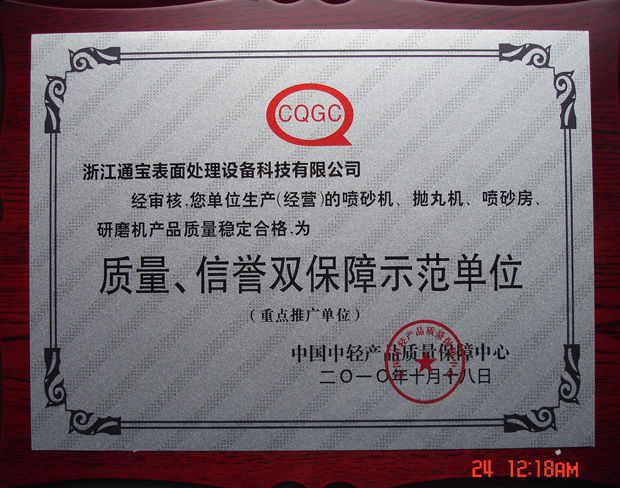 CQGC
浙江通宝表面处理设备科技有限公司
经审核,您单位生产(经营)的喷砂机、抛丸机、喷砂房、
研磨机产品质量稳定合格,为
质量、信誉双保障示范单位
(重点推广单位)
中国中轻产品质量保障中心
二〇一〇年十月十八日
24 12:18AM